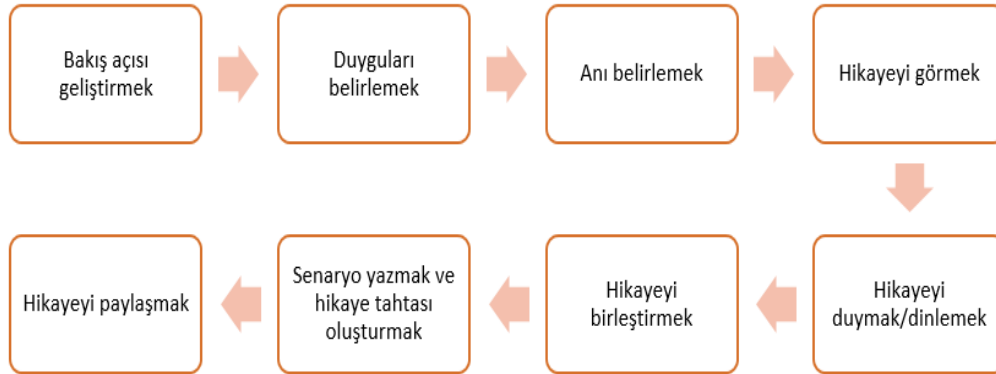 Bakış açısı
geliştirmek
Duyguları
belirlemek
Anı belirlemek
Hikayeyi görmek
Hikayeyi
duymak/dinlemek
Hikayeyi
birleştirmek
Senaryo yazmak ve
hikaye tahtası
oluşturmak
Hikayeyi paylaşmak